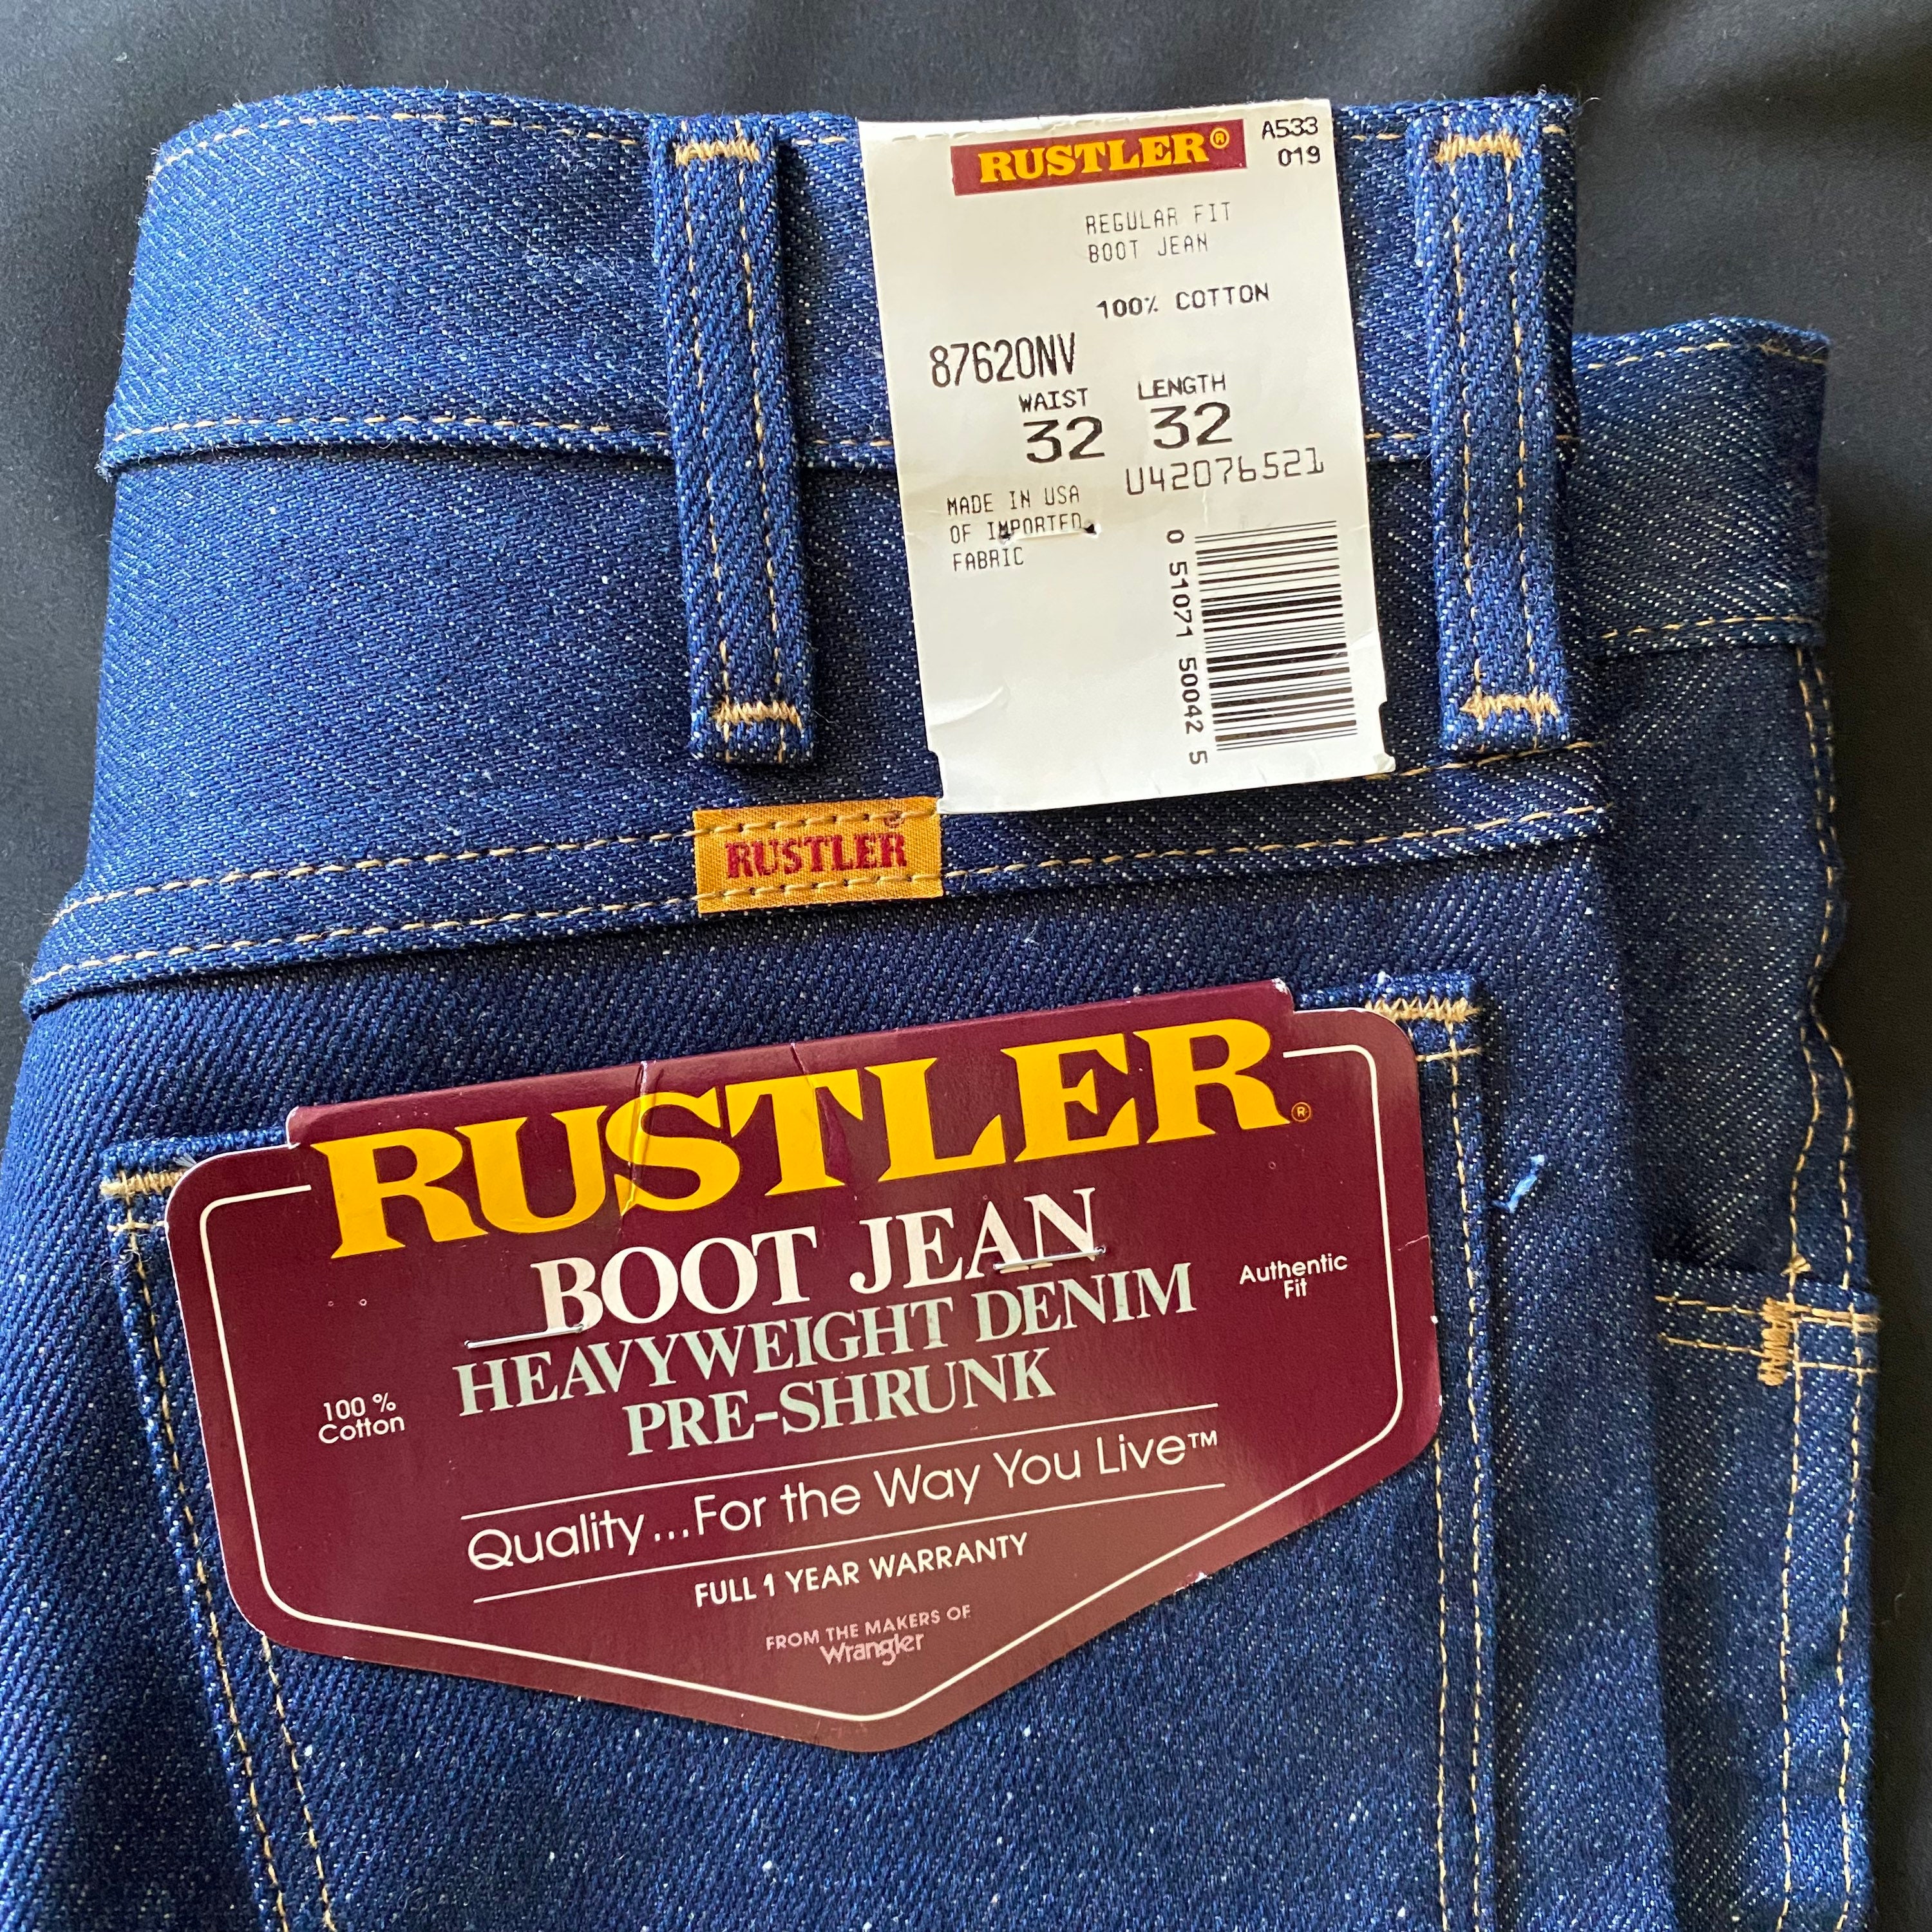 RUSTLER®
A533
019
REGULAR FIT
BOOT JEAN
100% COTTON
87620NV
WAIST LENGTH
32 32
U42076521
MADE IN USA
OF IMPORTED
FABRIC
0 51071 50042 5
RUSTLER®
RUSTLER®
BOOT JEAN
HEAVYWEIGHT DENIM
PRE-SHRUNK
Authentic
Fit
100 %
Cotton
Quality...For the Way You Live™
FULL 1 YEAR WARRANTY
FROM THE MAKERS OF
Wrangler